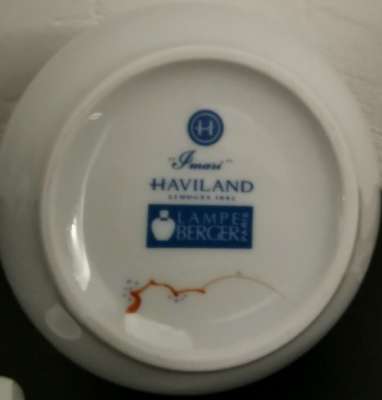 H
"Imari"
HAVILAND
LIMOGES 1842
LAMPE
BERGER
PARIS